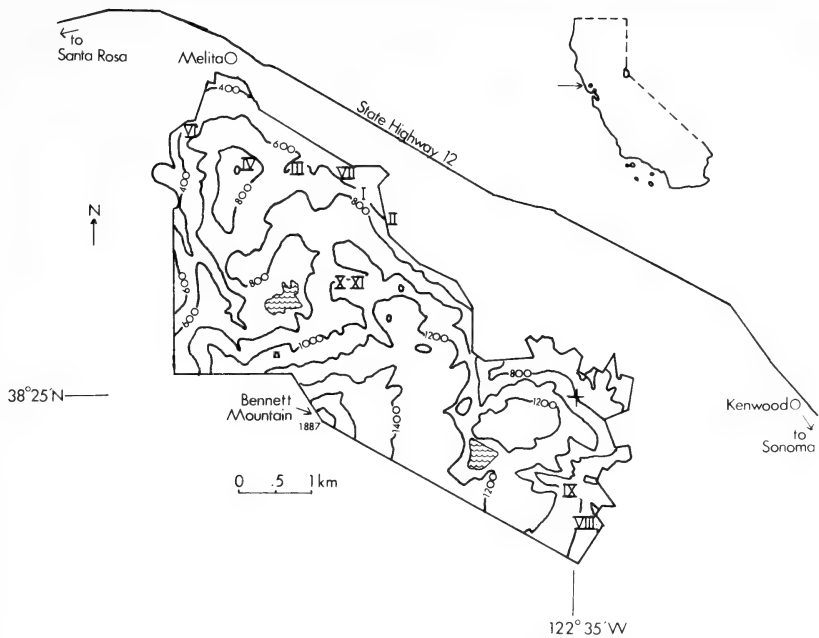 to
Santa Rosa
Melita
State Highway 12
N
400
600
VI
IV
III
VII
I
II
400
800
800
600
600
800
X-XI
1000
1200
800
1200
38°25'N
Bennett
Mountain
1887
1400
Kenwood
to
Sonoma
0 .5 1 km
1200
IX
VIII
122° 35' W